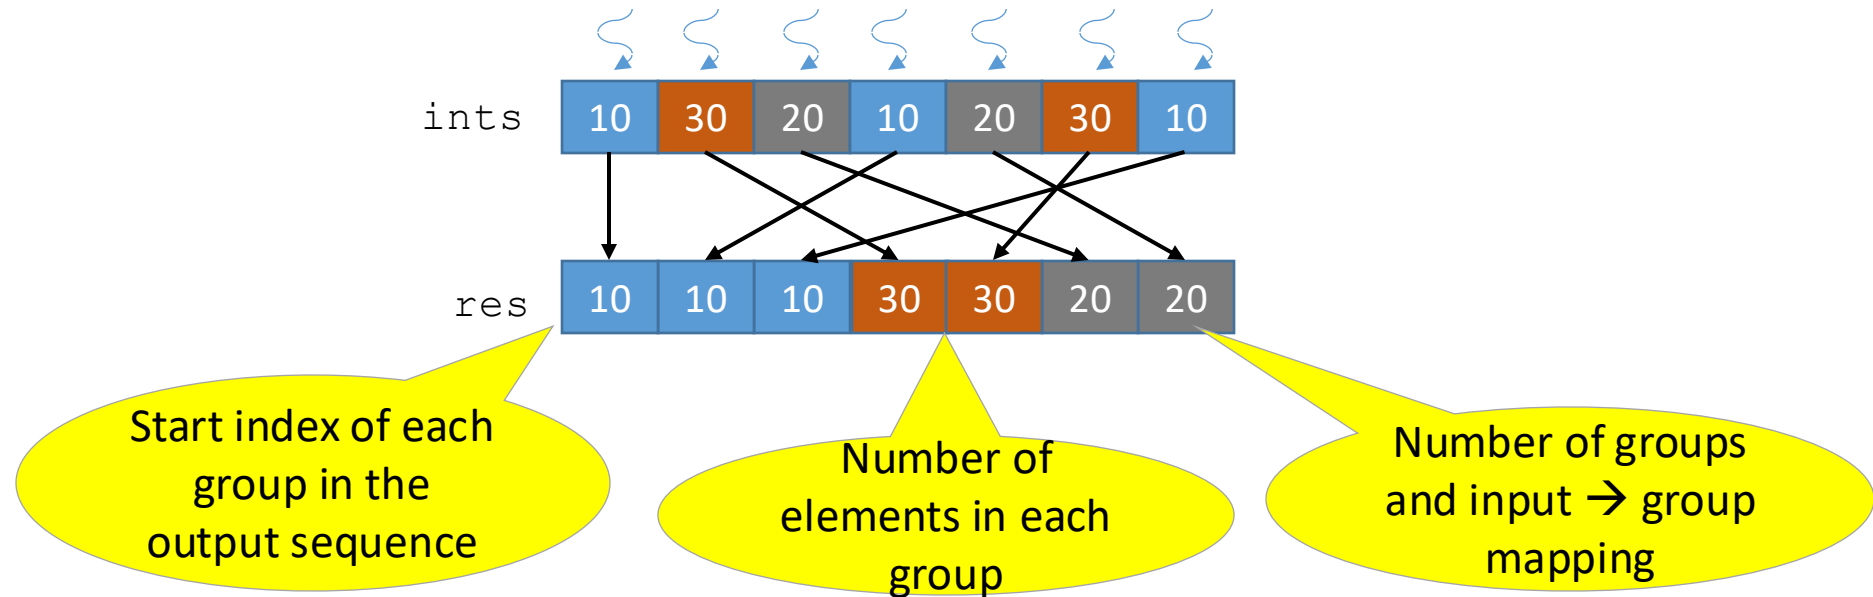 ints 10 30 20 10 20 30 10
res 10 10 10 30 30 20 20
Start index of each
group in the
output sequence
Number of
elements in each
group
Number of groups
and input → group
mapping